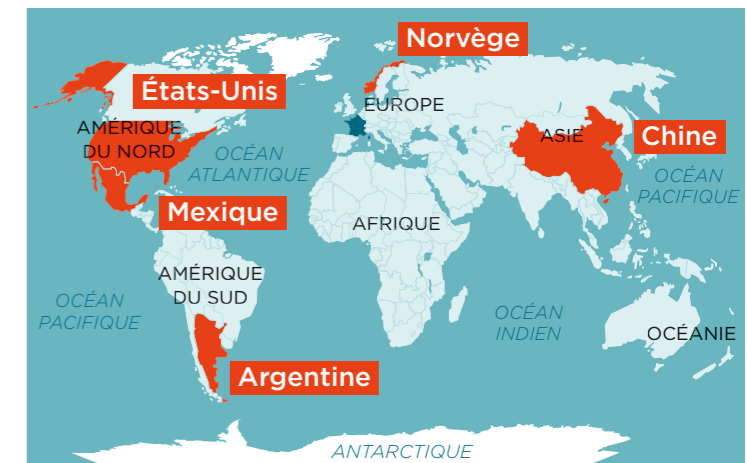 Norvège
États-Unis
EUROPE
AMÉRIQUE
DU NORD
ASIE
Chine
OCÉAN
ATLANTIQUE
OCÉAN
PACIFIQUE
Mexique
AFRIQUE
AMÉRIQUE
DU SUD
OCÉAN
PACIFIQUE
OCÉAN
INDIEN
OCÉANIE
Argentine
ANTARCTIQUE